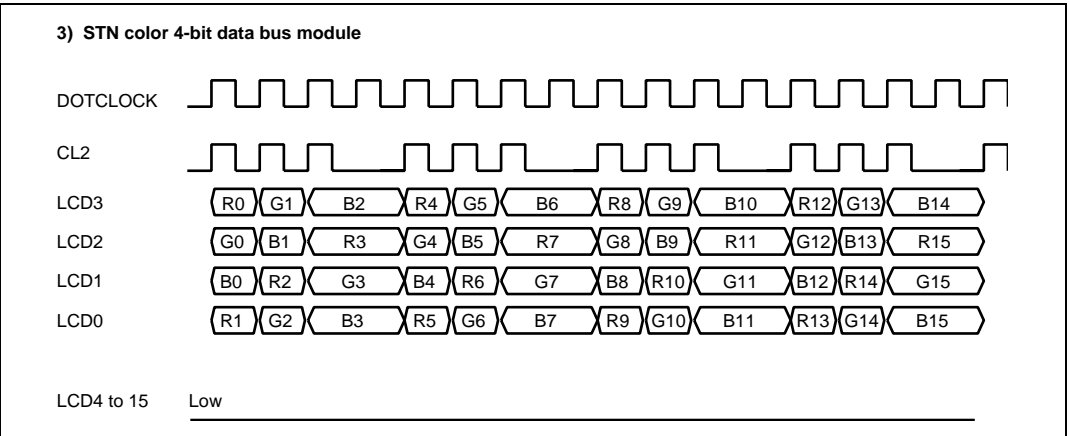 3) STN color 4-bit data bus module
DOTCLOCK
CL2
LCD3 R0 G1 B2 R4 G5 B6 R8 G9 B10 R12 G13 B14
LCD2 G0 B1 R3 G4 B5 R7 G8 B9 R11 G12 B13 R15
LCD1 B0 R2 G3 B4 R6 G7 B8 R10 G11 B12 R14 G15
LCD0 R1 G2 B3 R5 G6 B7 R9 G10 B11 R13 G14 B15
LCD4 to 15 Low